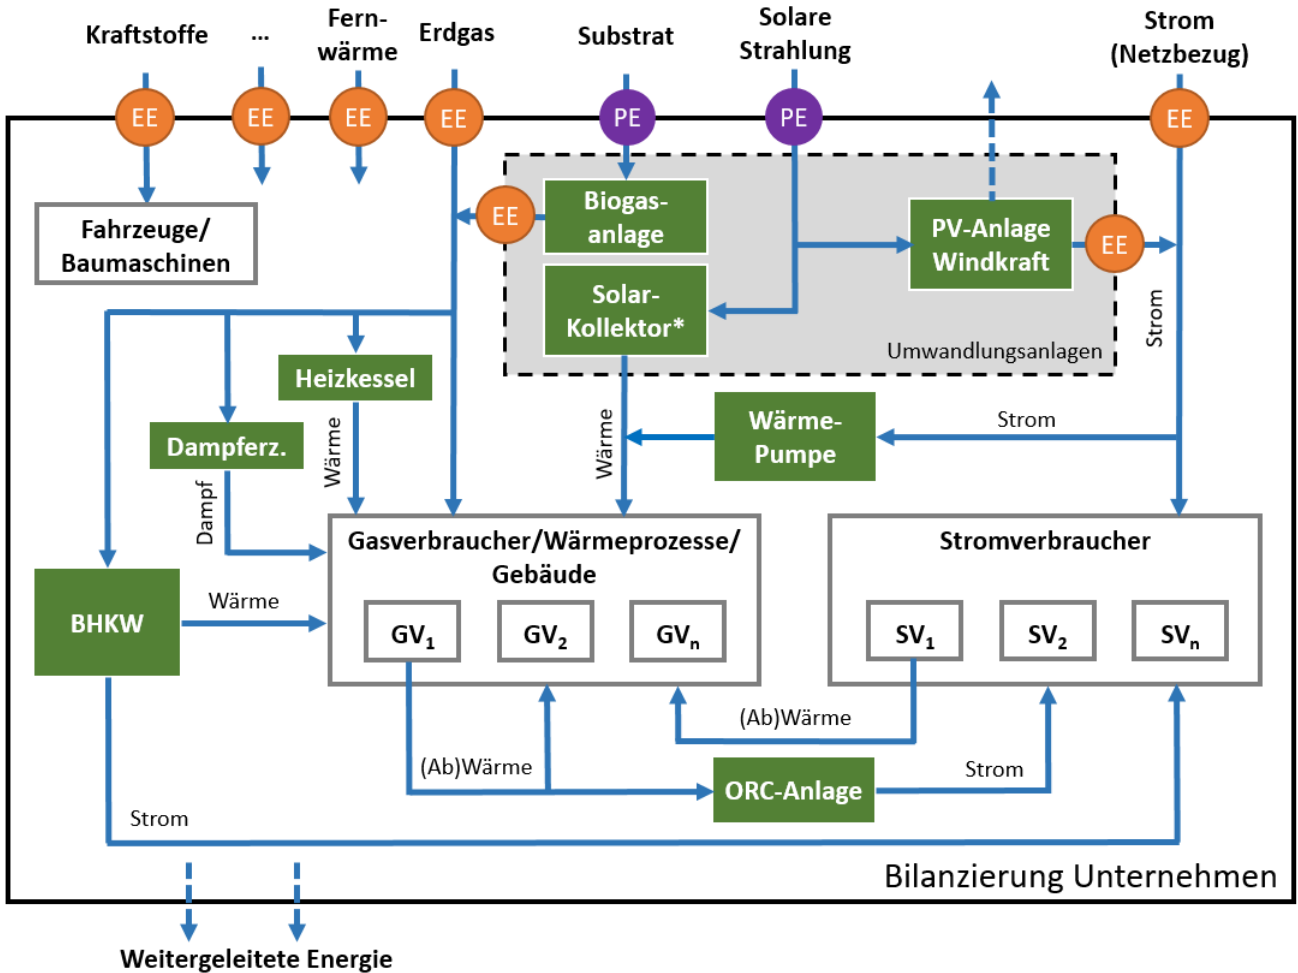 Kraftstoffe
...
Fern-
wärme
Erdgas
Substrat
Solare
Strahlung
Strom
(Netzbezug)
EE
EE
EE
EE
PE
PE
EE
Fahrzeuge/
Baumaschinen
EE
Biogas-
anlage
PV-Anlage
Windkraft
EE
Solar-
Kollektor*
Strom
Umwandlungsanlagen
Heizkessel
Dampferz.
Wärme
Dampf
Wärme
Wärme-
Pumpe
Strom
Gasverbraucher/Wärmeprozesse/
Gebäude
Stromverbraucher
BHKW
Wärme
GV1
GV2
GVn
SV1
SV2
SVn
(Ab)Wärme
(Ab)Wärme
ORC-Anlage
Strom
Strom
Bilanzierung Unternehmen
Weitergeleitete Energie